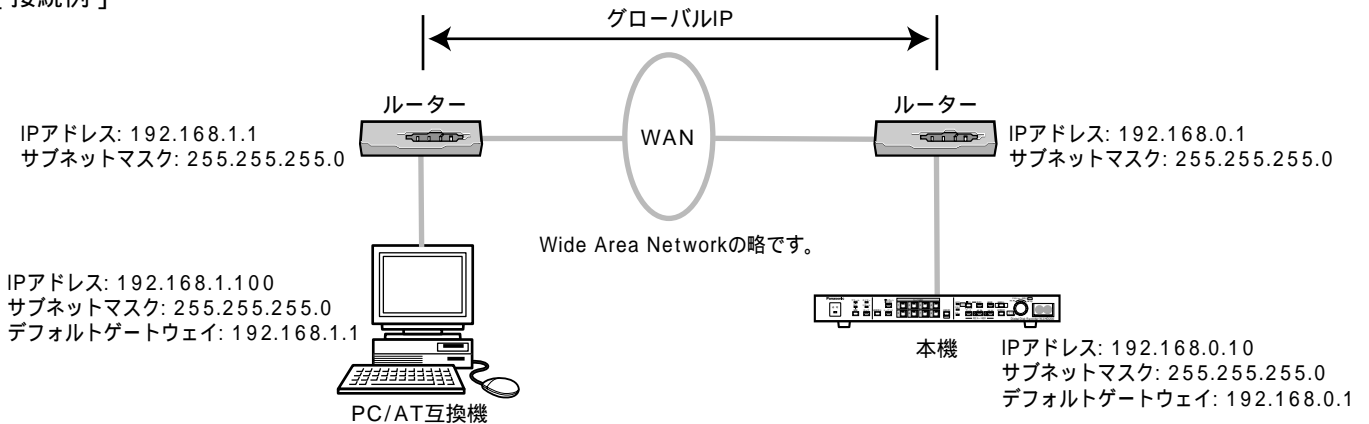 [接続例]
グローバルIP
ルーター
IPアドレス: 192.168.1.1
サブネットマスク: 255.255.255.0
WAN
ルーター
IPアドレス: 192.168.0.1
サブネットマスク: 255.255.255.0
Wide Area Networkの略です。
IPアドレス: 192.168.1.100
サブネットマスク: 255.255.255.0
デフォルトゲートウェイ: 192.168.1.1
PC/AT互換機
Panasonic
本機
IPアドレス: 192.168.0.10
サブネットマスク: 255.255.255.0
デフォルトゲートウェイ: 192.168.0.1